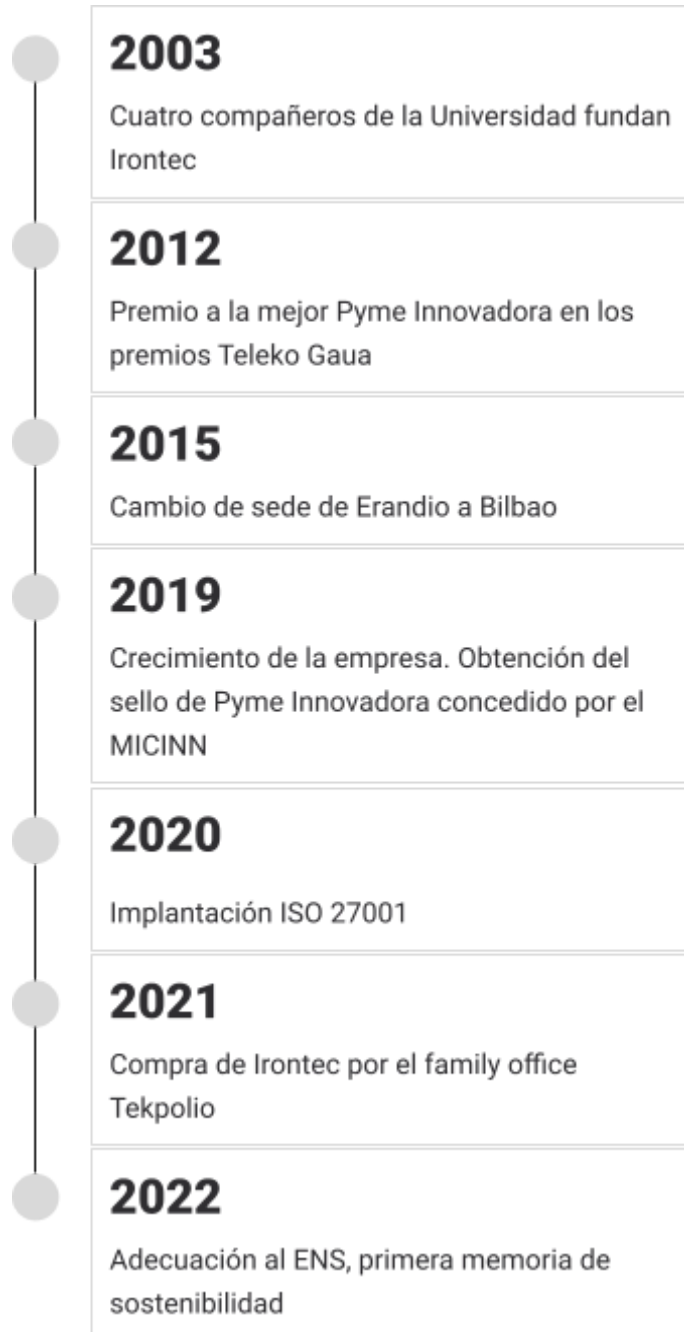 2003
Cuatro compañeros de la Universidad fundan
Irontec
2012
Premio a la mejor Pyme Innovadora en los
premios Teleko Gaua
2015
Cambio de sede de Erandio a Bilbao
2019
Crecimiento de la empresa. Obtención del
sello de Pyme Innovadora concedido por el
MICINN
2020
Implantación ISO 27001
2021
Compra de Irontec por el family office
Tekpolio
2022
Adecuación al ENS, primera memoria de
sostenibilidad